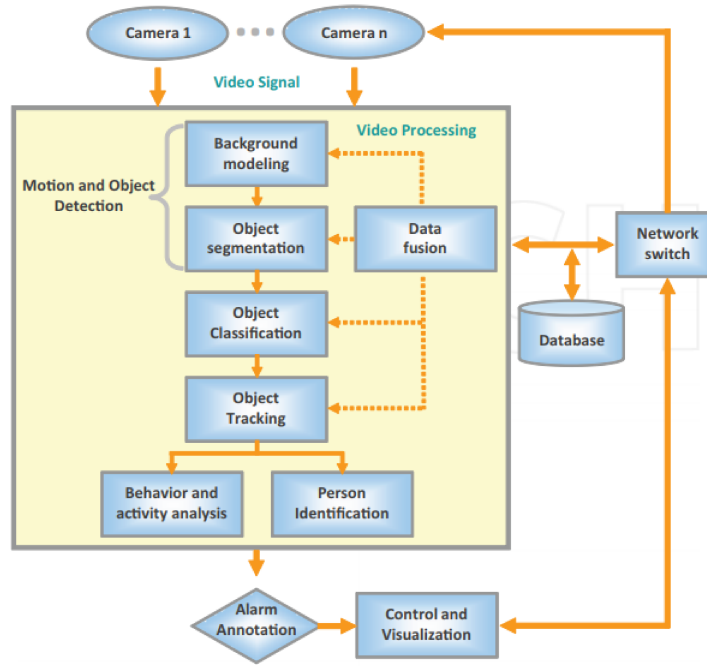 Camera 1
Camera n
Video Signal
Video Processing
Background
modeling
Motion and Object
Detection
Object
segmentation
Data
fusion
Network
switch
Object
Classification
Database
Object
Tracking
Behavior and
activity analysis
Person
Identification
Alarm
Annotation
Control and
Visualization